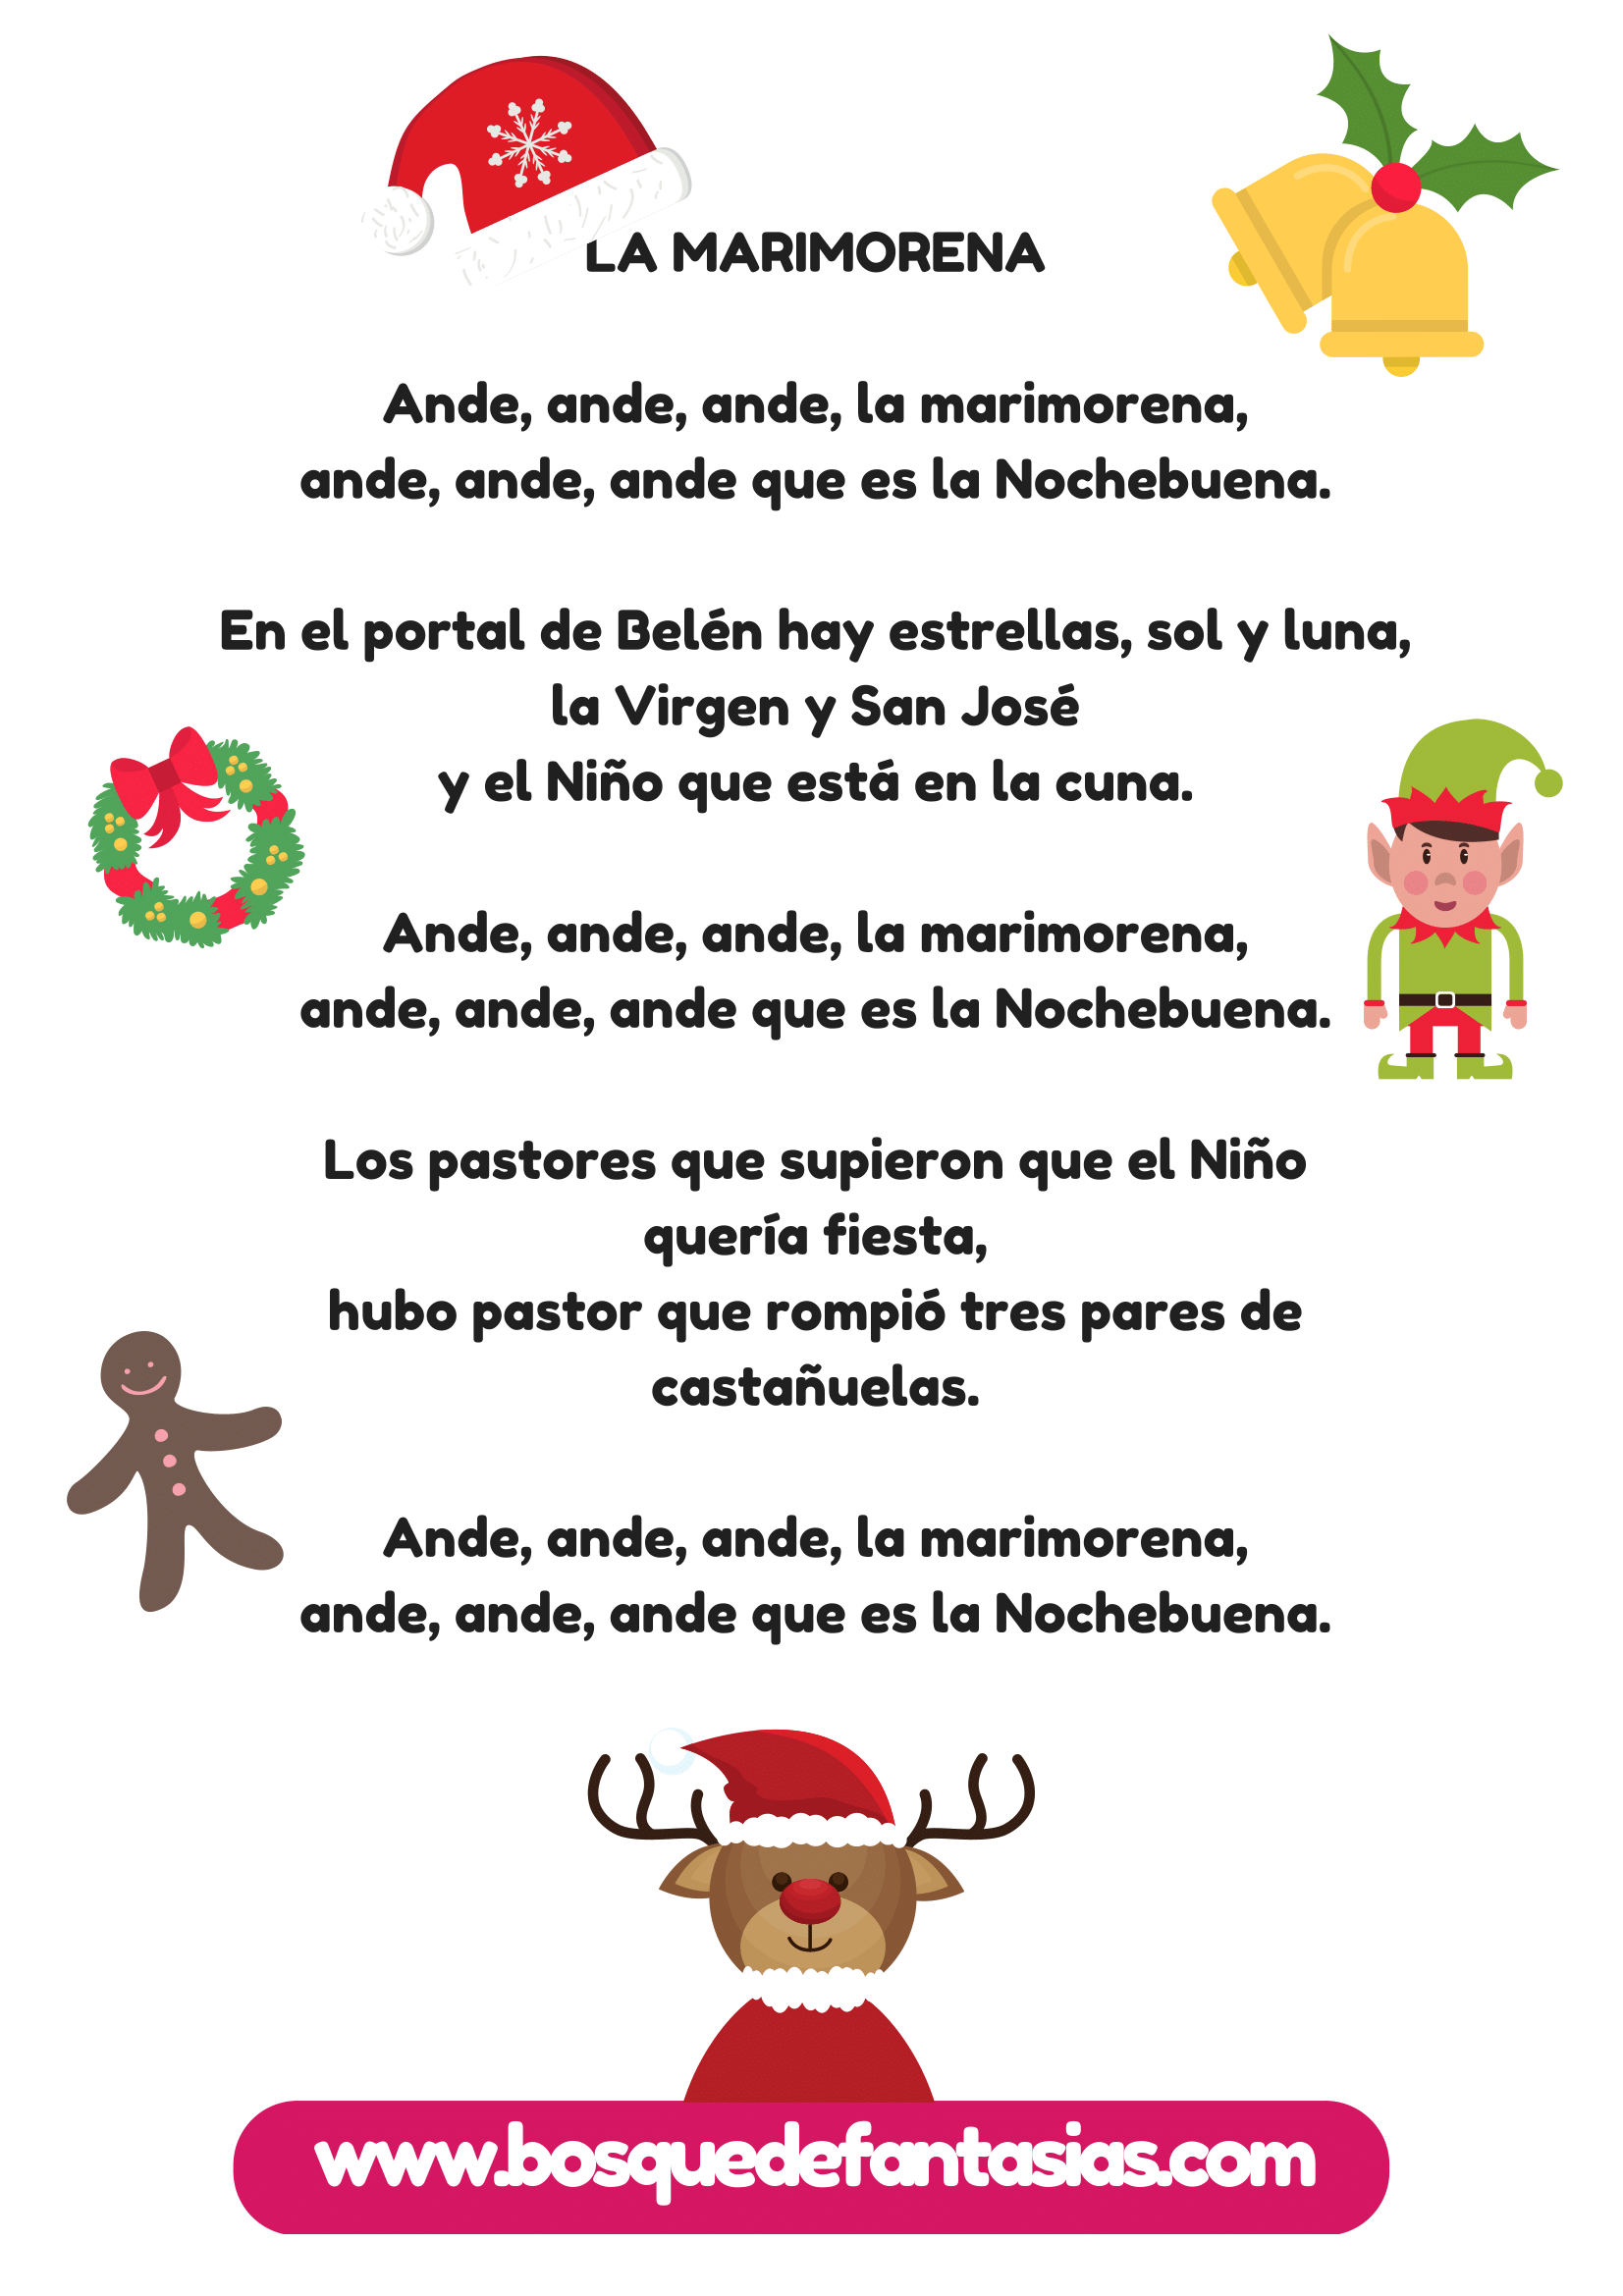 LA MARIMORENA
Ande, ande, ande, la marimorena,
ande, ande, ande que es la Nochebuena.
En el portal de Belén hay estrellas, sol y luna,
la Virgen y San José
y el Niño que está en la cuna.
Ande, ande, ande, la marimorena,
ande, ande, ande que es la Nochebuena.
Los pastores que supieron que el Niño
quería fiesta,
hubo pastor que rompió tres pares de
castañuelas.
Ande, ande, ande, la marimorena,
ande, ande, ande que es la Nochebuena.
www.bosquedefantasias.com